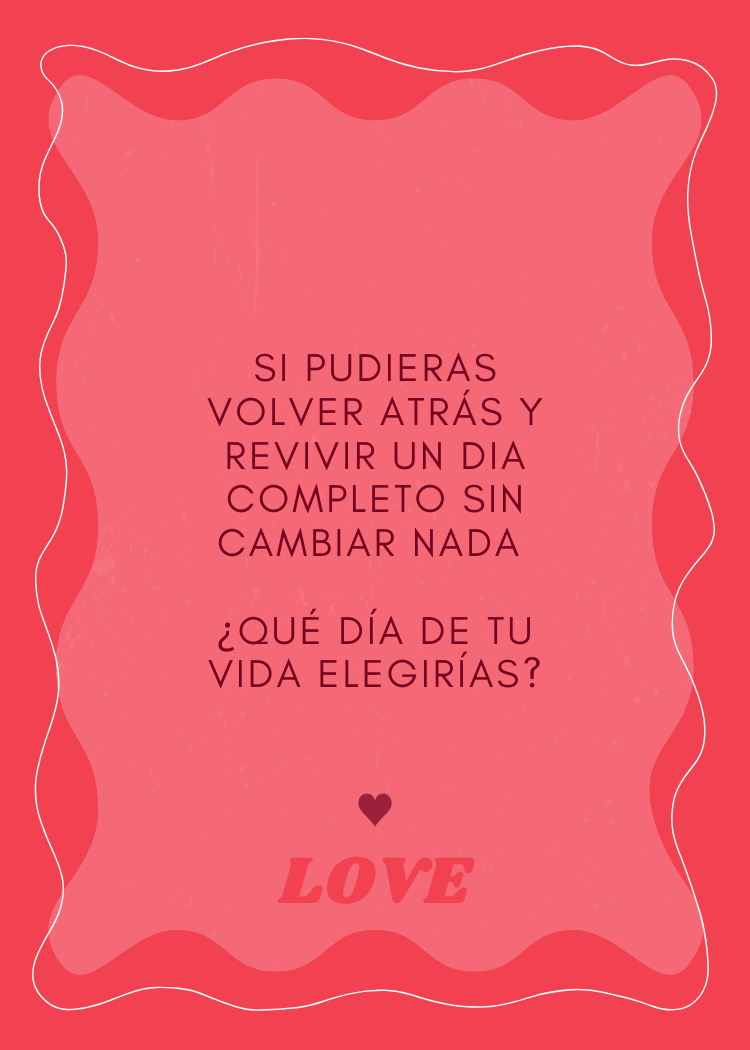 SI PUDIERAS
VOLVER ATRÁS Y
REVIVIR UN DIA
COMPLETO SIN
CAMBIAR NADA
¿QUÉ DÍA DE TU
VIDA ELEGIRÍAS?
LOVE